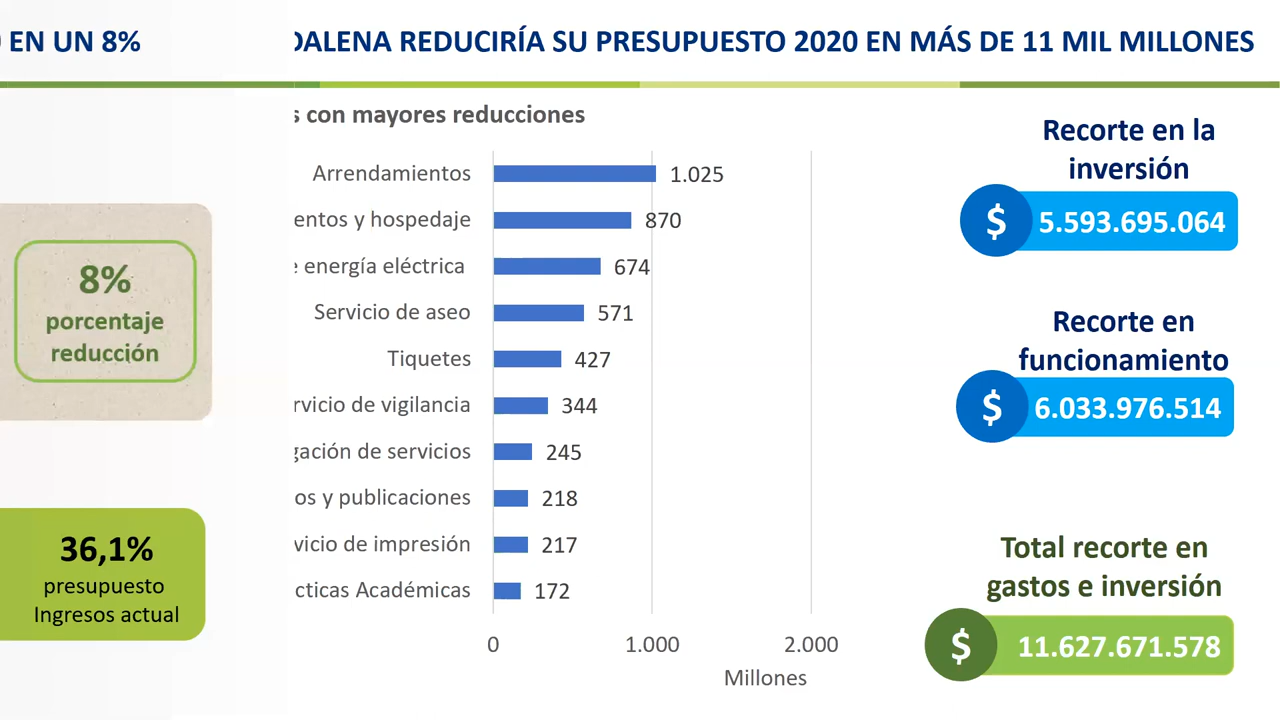 EN UN 8%
DALENA REDUCIRÍA SU PRESUPUESTO 2020 EN MÁS DE 11 MIL MILLONES
8%
porcentaje
reducción
36,1%
presupuesto
Ingresos actual
s con mayores reducciones
Arrendamientos 1.025
entos y hospedaje 870
e energía eléctrica 674
Servicio de aseo 571
Tiquetes 427
rvicio de vigilancia 344
gación de servicios 245
os y publicaciones 218
vicio de impresión 217
cticas Académicas 172
0 1.000 2.000
Millones
Recorte en la
inversión
$ 5.593.695.064
Recorte en
funcionamiento
$ 6.033.976.514
Total recorte en
gastos e inversión
$ 11.627.671.578